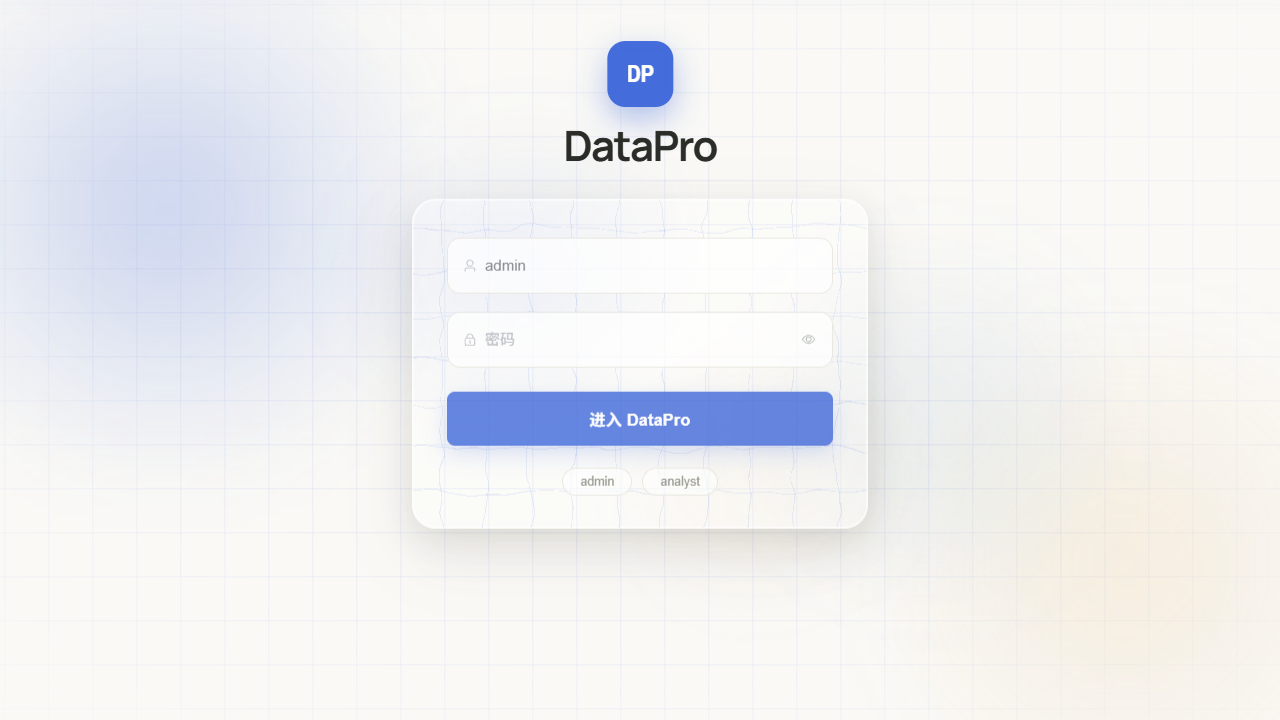 DP
DataPro
admin
密码
进入 DataPro
admin analyst